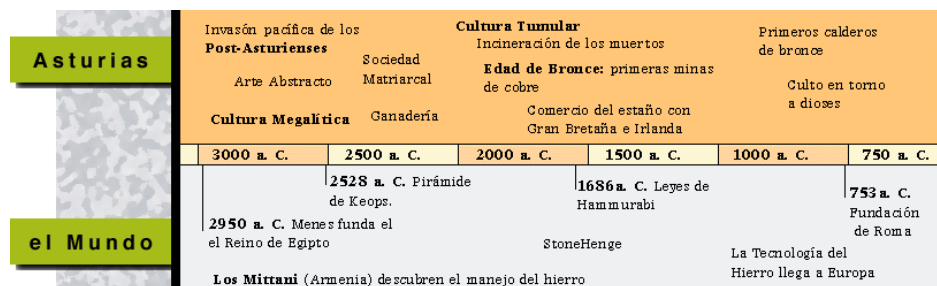 Asturias
Invasón pacífica de los
Post-Asturienses
Arte Abstracto
Cultura Megalítica
Sociedad
Matriarcal
Ganadería
Cultura Tumular
Incineración de los muertos
Edad de Bronce: primeras minas
de cobre
Comercio del estaño con
Gran Bretaña e Irlanda
Primeros calderos
de bronce
Culto en torno
a dioses
3000 a. C.
2500 a. C.
2000 a. C.
1500 a. C.
1000 a. C.
750 a. C.
el Mundo
2950 a. C. Menes funda el
el Reino de Egipto
2528 a. C. Pirámide
de Keops.
Los Mittani (Armenia) descubren el manejo del hierro
1686a. C. Leyes de
Hammurabi
StoneHenge
La Tecnología del
Hierro llega a Europa
753 a. C.
Fundación
de Roma